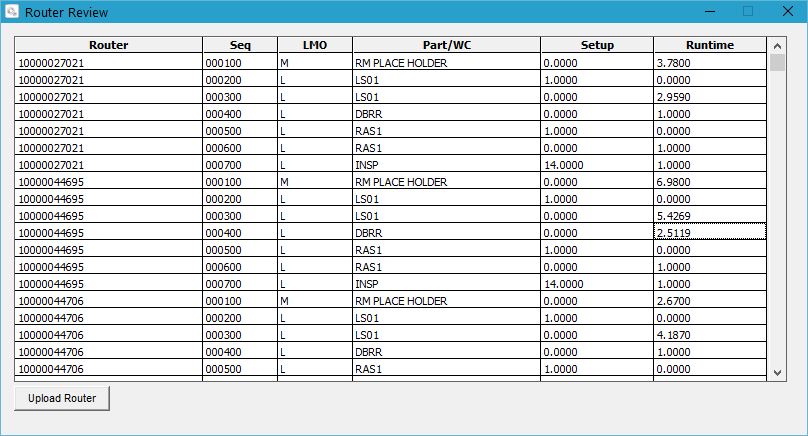 Router Review
Router Seq LMO Part/WC Setup Runtime
10000027021 000100 M RM PLACE HOLDER 0.0000 3.7800
10000027021 000200 L LS01 1.0000 0.0000
10000027021 000300 L LS01 0.0000 2.9590
10000027021 000400 L DBRR 0.0000 1.0000
10000027021 000500 L RAS1 1.0000 0.0000
10000027021 000600 L RAS1 0.0000 1.0000
10000027021 000700 L INSP 14.0000 1.0000
10000044695 000100 M RM PLACE HOLDER 0.0000 6.9800
10000044695 000200 L LS01 1.0000 0.0000
10000044695 000300 L LS01 0.0000 5.4269
10000044695 000400 L DBRR 0.0000 2.5119
10000044695 000500 L RAS1 1.0000 0.0000
10000044695 000600 L RAS1 0.0000 1.0000
10000044695 000700 L INSP 14.0000 1.0000
10000044706 000100 M RM PLACE HOLDER 0.0000 2.6700
10000044706 000200 L LS01 1.0000 0.0000
10000044706 000300 L LS01 0.0000 4.1870
10000044706 000400 L DBRR 0.0000 1.0000
10000044706 000500 L RAS1 1.0000 0.0000
Upload Router